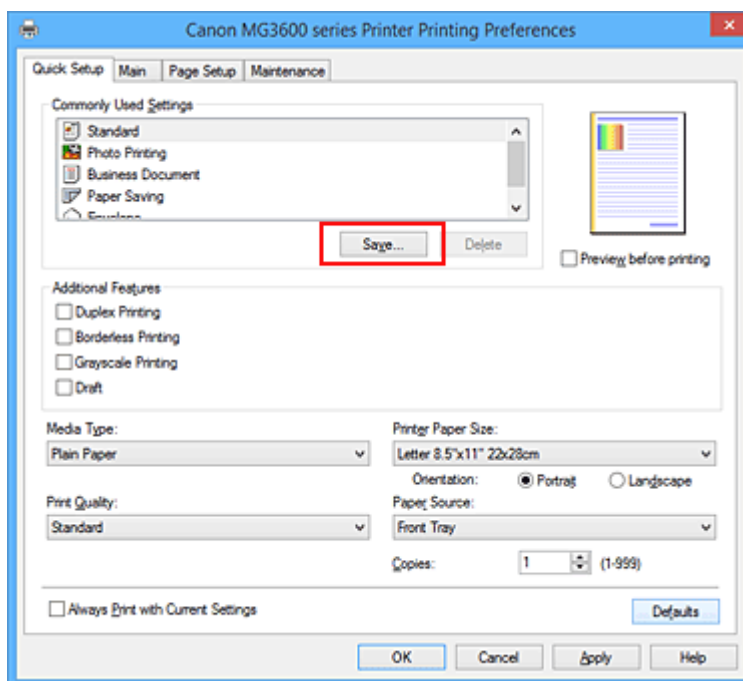 Canon MG3600 series Printer Printing Preferences
Quick Setup Main Page Setup Maintenance
Commonly Used Settings
Standard
Photo Printing
Business Document
Paper Saving
Envelope
Save... Delete
Preview before printing
Additional Features
Duplex Printing
Borderless Printing
Grayscale Printing
Draft
Media Type:
Plain Paper
Printer Paper Size:
Letter 8.5"x11" 22x28cm
Orientation: Portrait Landscape
Print Quality:
Standard
Paper Source:
Front Tray
Copies: 1 (1-999)
Always Print with Current Settings
Defaults
OK Cancel Apply Help